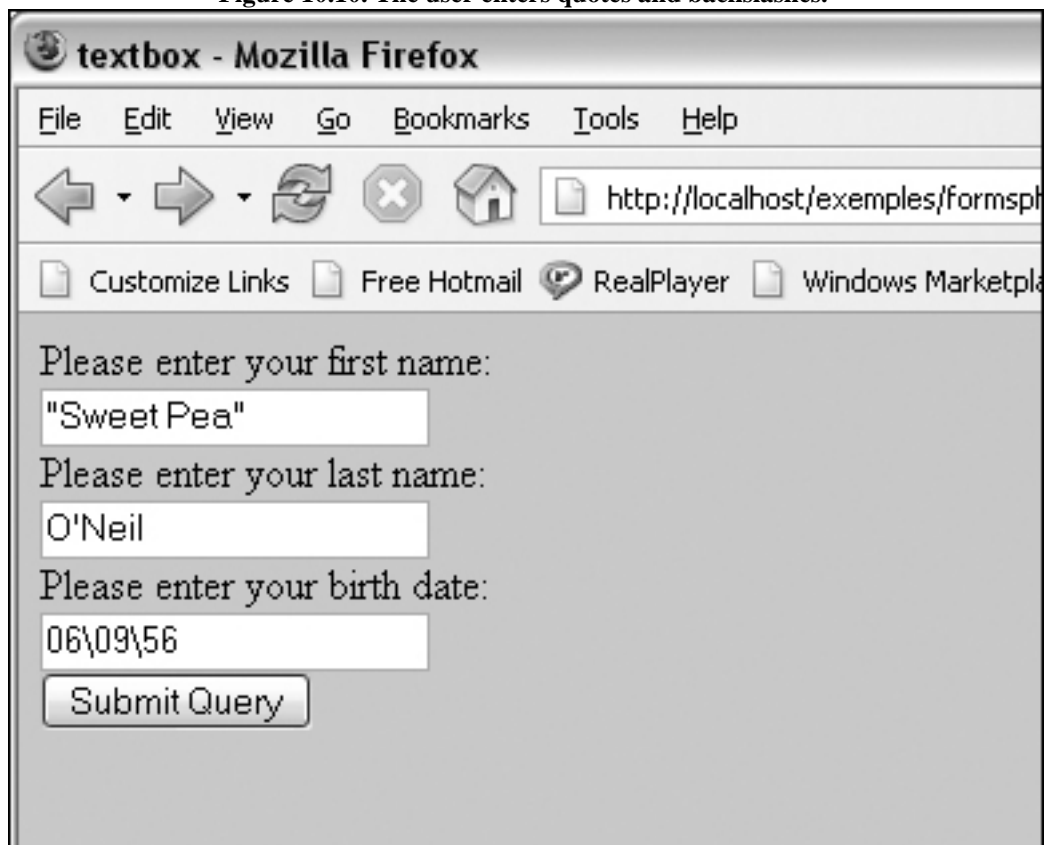 Figure 10.10. The user enters quotes and backslashes.
textbox - Mozilla Firefox
File Edit View Go Bookmarks Tools Help
http://localhost/exemples/formsph
Customize Links Free Hotmail RealPlayer Windows Marketpla
Please enter your first name:
"Sweet Pea"
Please enter your last name:
O'Neil
Please enter your birth date:
06\09\56
Submit Query